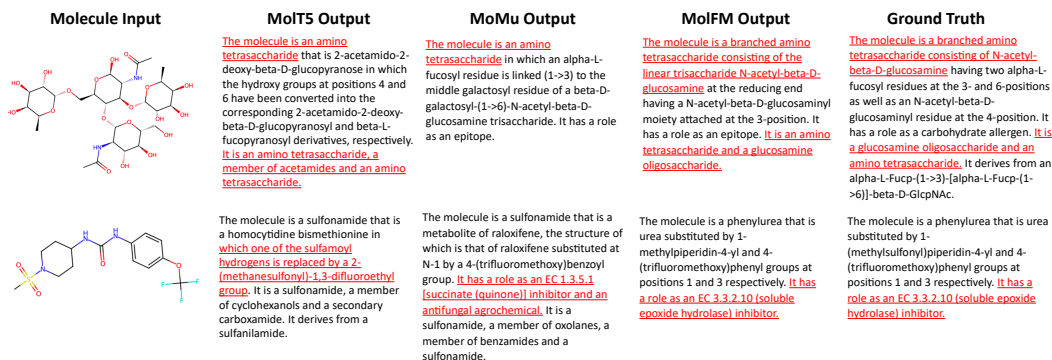 Molecule Input
MolT5 Output
MoMu Output
MolFM Output
Ground Truth
The molecule is an amino
tetrasaccharide that is 2-acetamido-2-
deoxy-beta-D-glucopyranose in which
the hydroxy groups at positions 4 and
6 have been converted into the
corresponding 2-acetamido-2-deoxy-
beta-D-glucopyranosyl and beta-L-
fucopyranosyl derivatives, respectively.
It is an amino tetrasaccharide, a
member of acetamides and an amino
tetrasaccharide.
The molecule is an amino
tetrasaccharide in which an alpha-L-
fucosyl residue is linked (1->3) to the
middle galactosyl residue of a beta-D-
galactosyl-(1->6)-N-acetyl-beta-D-
glucosamine trisaccharide. It has a role
as an epitope.
The molecule is a branched amino
tetrasaccharide consisting of the
linear trisaccharide N-acetyl-beta-D-
glucosamine at the reducing end
having a N-acetyl-beta-D-glucosaminyl
moiety attached at the 3-position. It
has a role as an epitope. It is an amino
tetrasaccharide and a glucosamine
oligosaccharide.
The molecule is a branched amino
tetrasaccharide consisting of N-acetyl-
beta-D-glucosamine having two alpha-L-
fucosyl residues at the 3- and 6-positions
as well as an N-acetyl-beta-D-
glucosaminyl residue at the 4-position. It
has a role as a carbohydrate allergen. It is
a glucosamine oligosaccharide and an
amino tetrasaccharide. It derives from an
alpha-L-Fucp-(1->3)-[alpha-L-Fucp-(1-
>6)]-beta-D-GlcpNAc.
The molecule is a sulfonamide that is
a homocytidine bismethionine in
which one of the sulfamoyl
hydrogens is replaced by a 2-
(methanesulfonyl)-1,3-difluoroethyl
group. It is a sulfonamide, a member
of cyclohexanols and a secondary
carboxamide. It derives from a
sulfanilamide.
The molecule is a sulfonamide that is a
metabolite of raloxifene, the structure of
which is that of raloxifene substituted at
N-1 by a 4-(trifluoromethoxy)benzoyl
group. It has a role as an EC 1.3.5.1
[succinate (quinone)] inhibitor and an
antifungal agrochemical. It is a
sulfonamide, a member of oxolanes, a
member of benzamides and a
sulfonamide.
The molecule is a phenylurea that is
urea substituted by 1-
methylpiperidin-4-yl and 4-
(trifluoromethoxy)phenyl groups at
positions 1 and 3 respectively. It has
a role as an EC 3.3.2.10 (soluble
epoxide hydrolase) inhibitor.
The molecule is a phenylurea that is urea
substituted by 1-
(methylsulfonyl)piperidin-4-yl and 4-
(trifluoromethoxy)phenyl groups at
positions 1 and 3 respectively. It has a
role as an EC 3.3.2.10 (soluble epoxide
hydrolase) inhibitor.